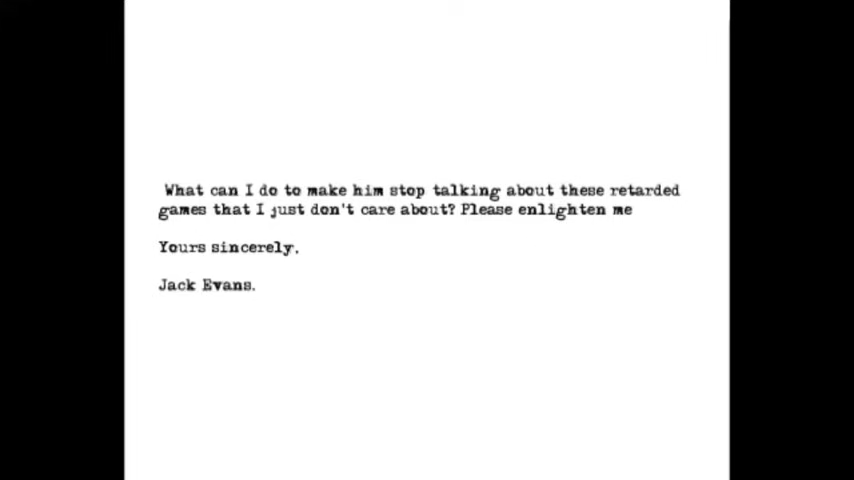 What can I do to make him stop talking about these retarded
games that I just don't care about? Please enlighten me
Yours sincerely,
Jack Evans.